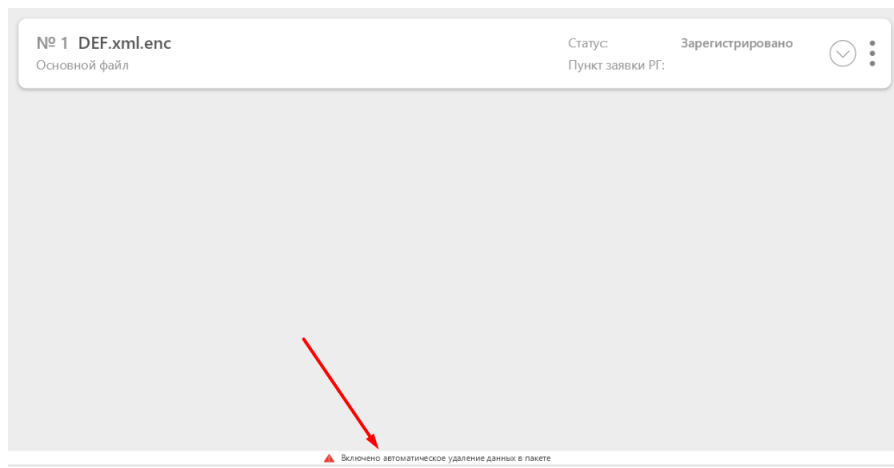 № 1 DEF.xml.enc
Основной файл
Статус: Зарегистрировано
Пункт заявки РГ:
Включено автоматическое удаление данных в пакете